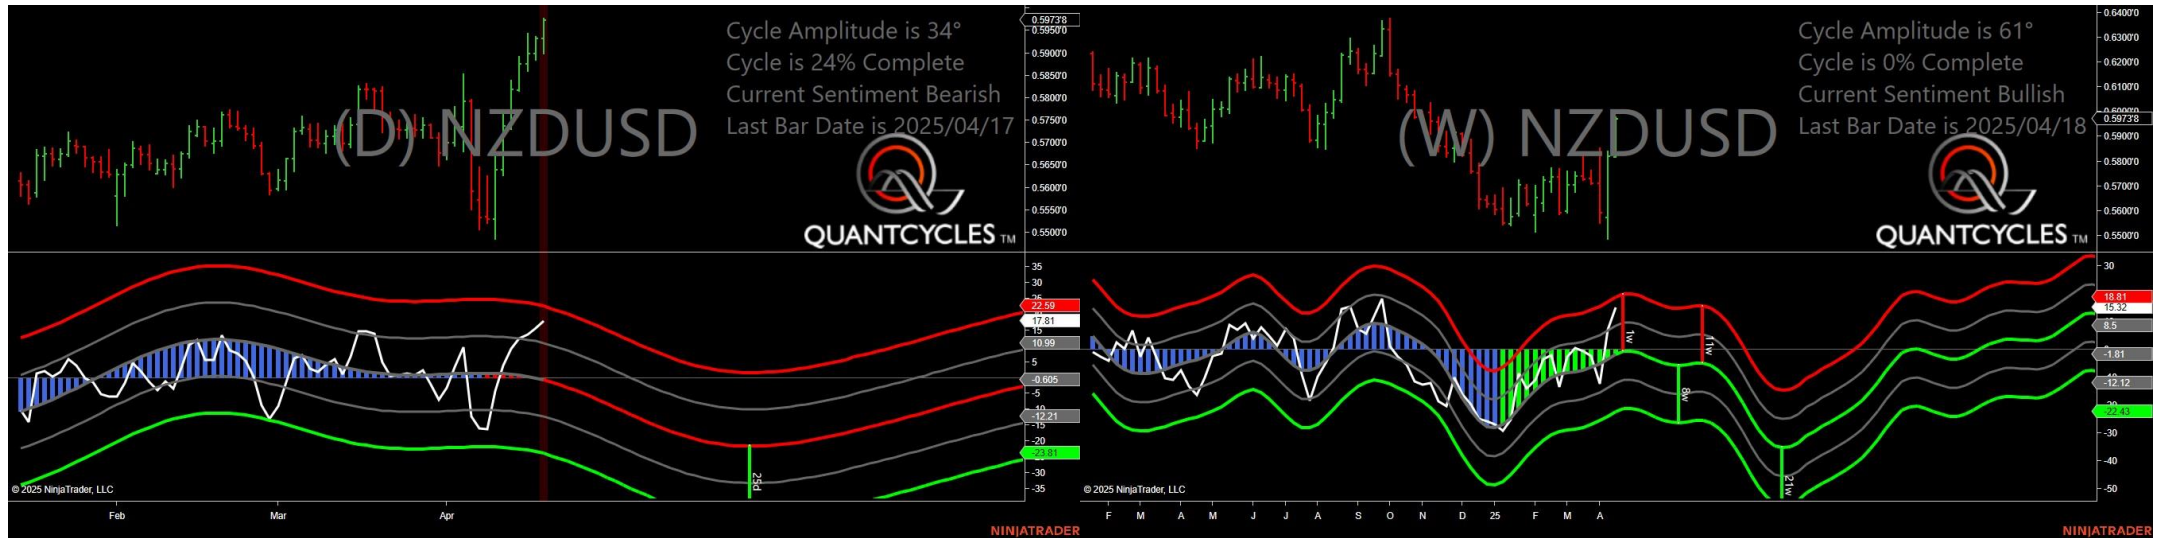 Cycle Amplitude is 34°
Cycle is 24% Complete
Current Sentiment Bearish
Last Bar Date is 2025/04/17
(D) NZDUSD
QUANTCYCLES TM
0.5973'8
0.5950'0
0.5900'0
0.5850'0
0.5800'0
0.5750'0
0.5700'0
0.5650'0
0.5600'0
0.5550'0
0.5500'0
35
30
22.59
17.81
15
10.99
5
-0.605
-5
-12.21
-15
-20
-23.81
-30
-35
25d
© 2025 NinjaTrader, LLC
Feb
Mar
Apr
NINJATRADER
Cycle Amplitude is 61°
Cycle is 0% Complete
Current Sentiment Bullish
Last Bar Date is 2025/04/18
(W) NZDUSD
QUANTCYCLES TM
0.6400'0
0.6300'0
0.6200'0
0.6100'0
0.5973'8
0.5900'0
0.5800'0
0.5700'0
0.5600'0
0.5500'0
30
18.81
15.32
8.5
-1.81
-12.12
-22.43
-30
-40
-50
1w
11w
8w
21w
© 2025 NinjaTrader, LLC
F
M
A
M
J
J
A
S
O
N
D
25
F
M
A
NINJATRADER